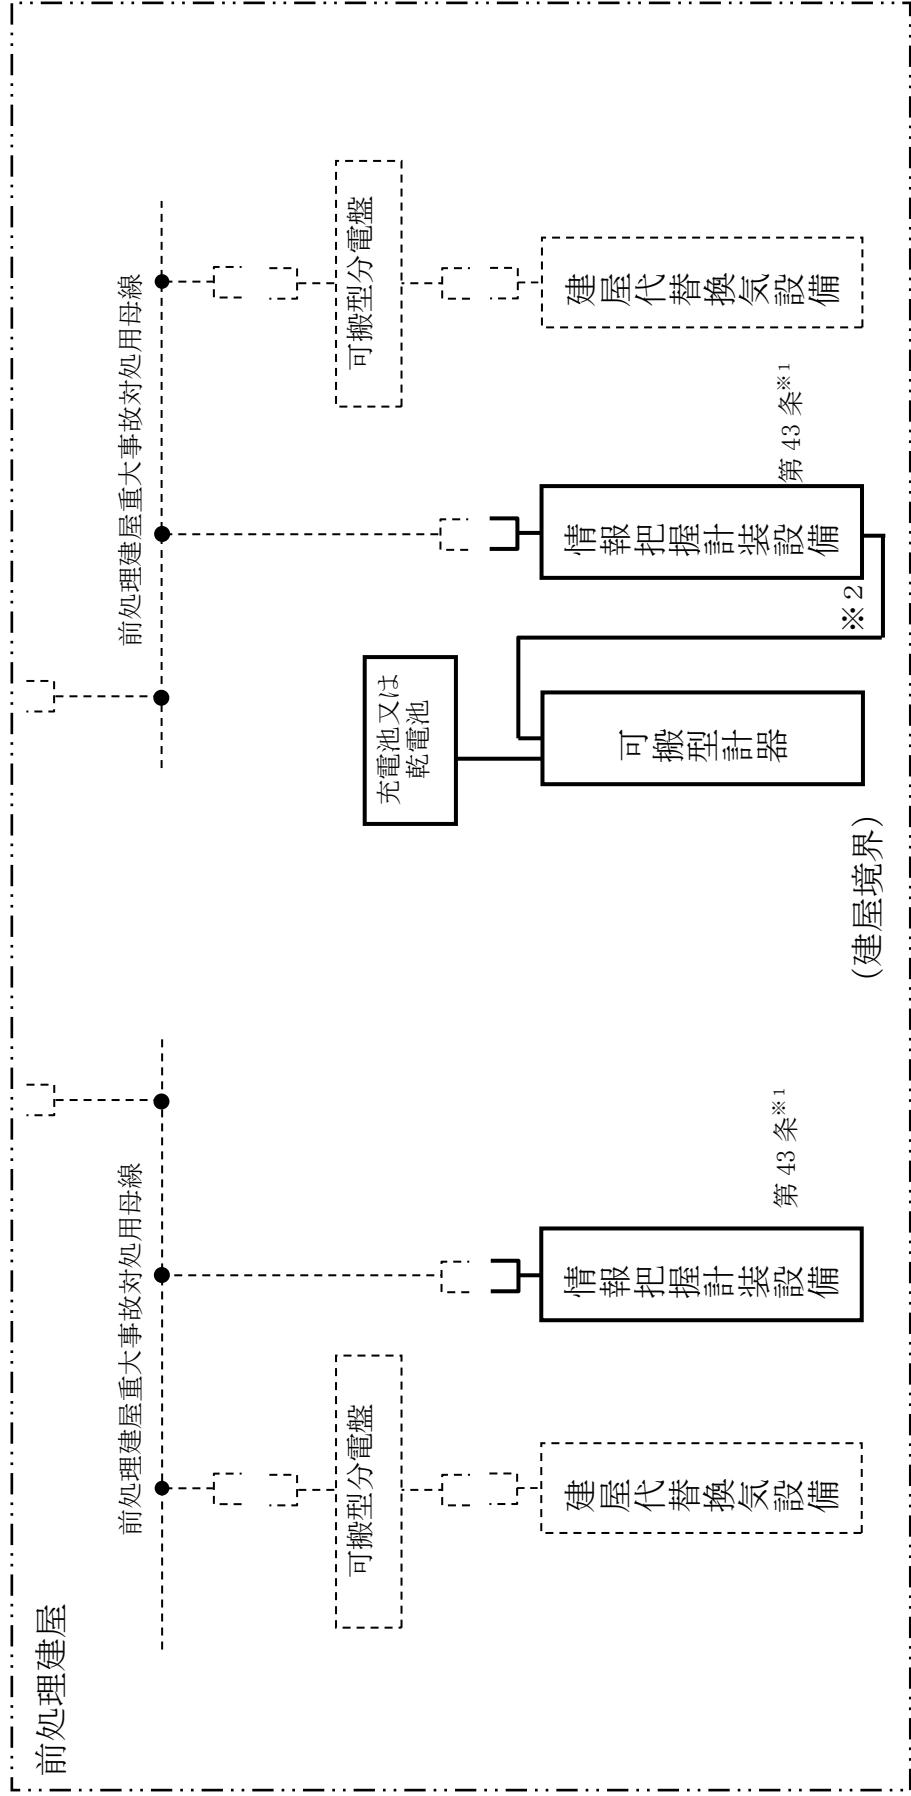 前処理建屋
前処理建屋重大事故対処用母線
前処理建屋重大事故対処用母線
可搬型分電盤
充電池又は
乾電池
可搬型分電盤
建屋代替換気設備
情報把握計装設備
第 43 条※1
可搬型計器
情報把握計装設備
第 43 条※1
建屋代替換気設備
※2
(建屋境界)